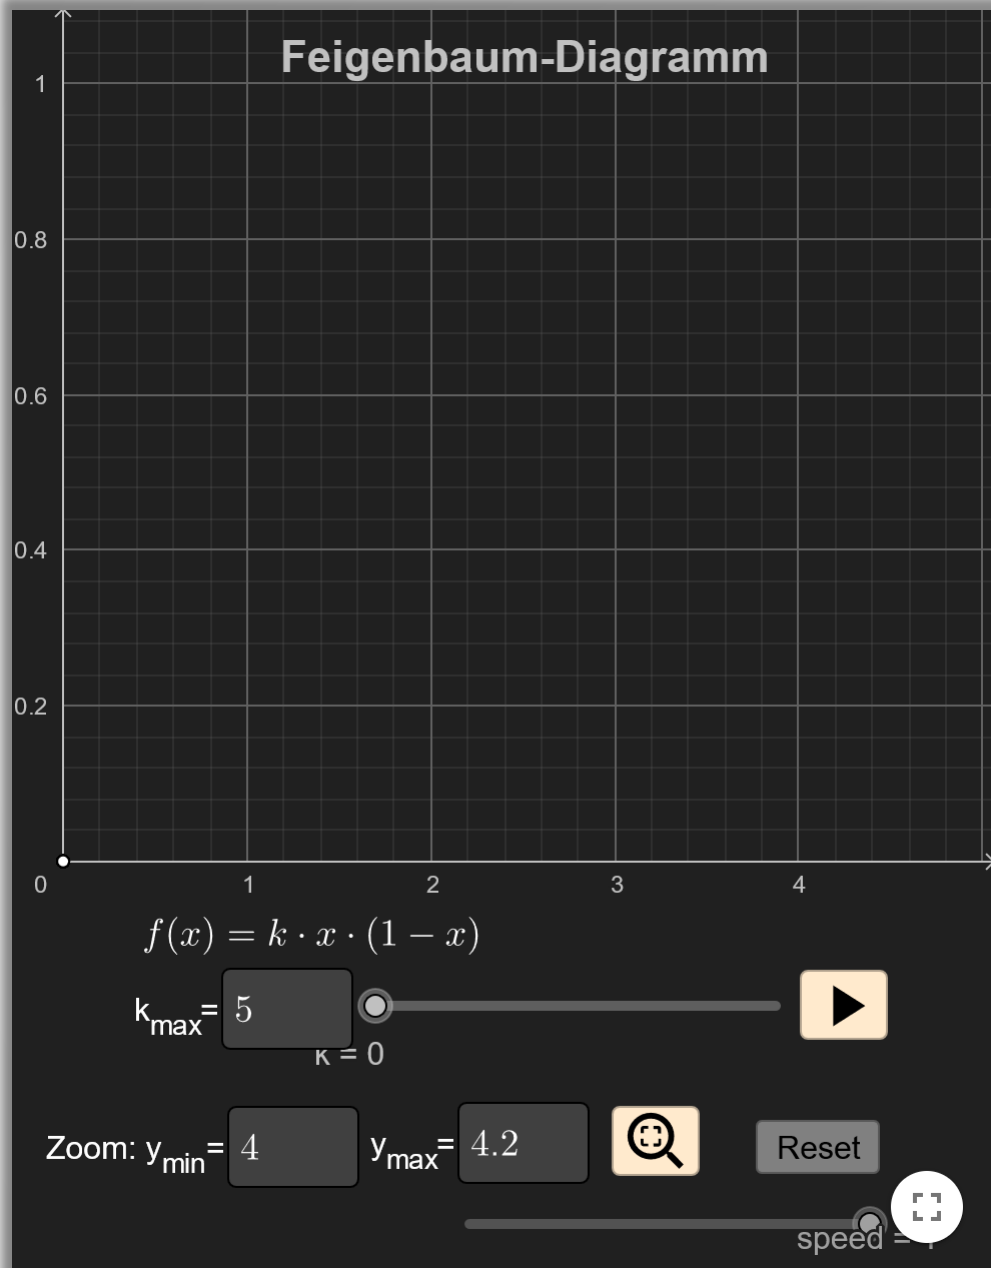 Feigenbaum-Diagramm
1
0.8
0.6
0.4
0.2
0 1 2 3 4
f(x) = k · x · (1 − x)
kmax= 5
k = 0
Zoom: ymin= 4 ymax= 4.2 Reset
speed =